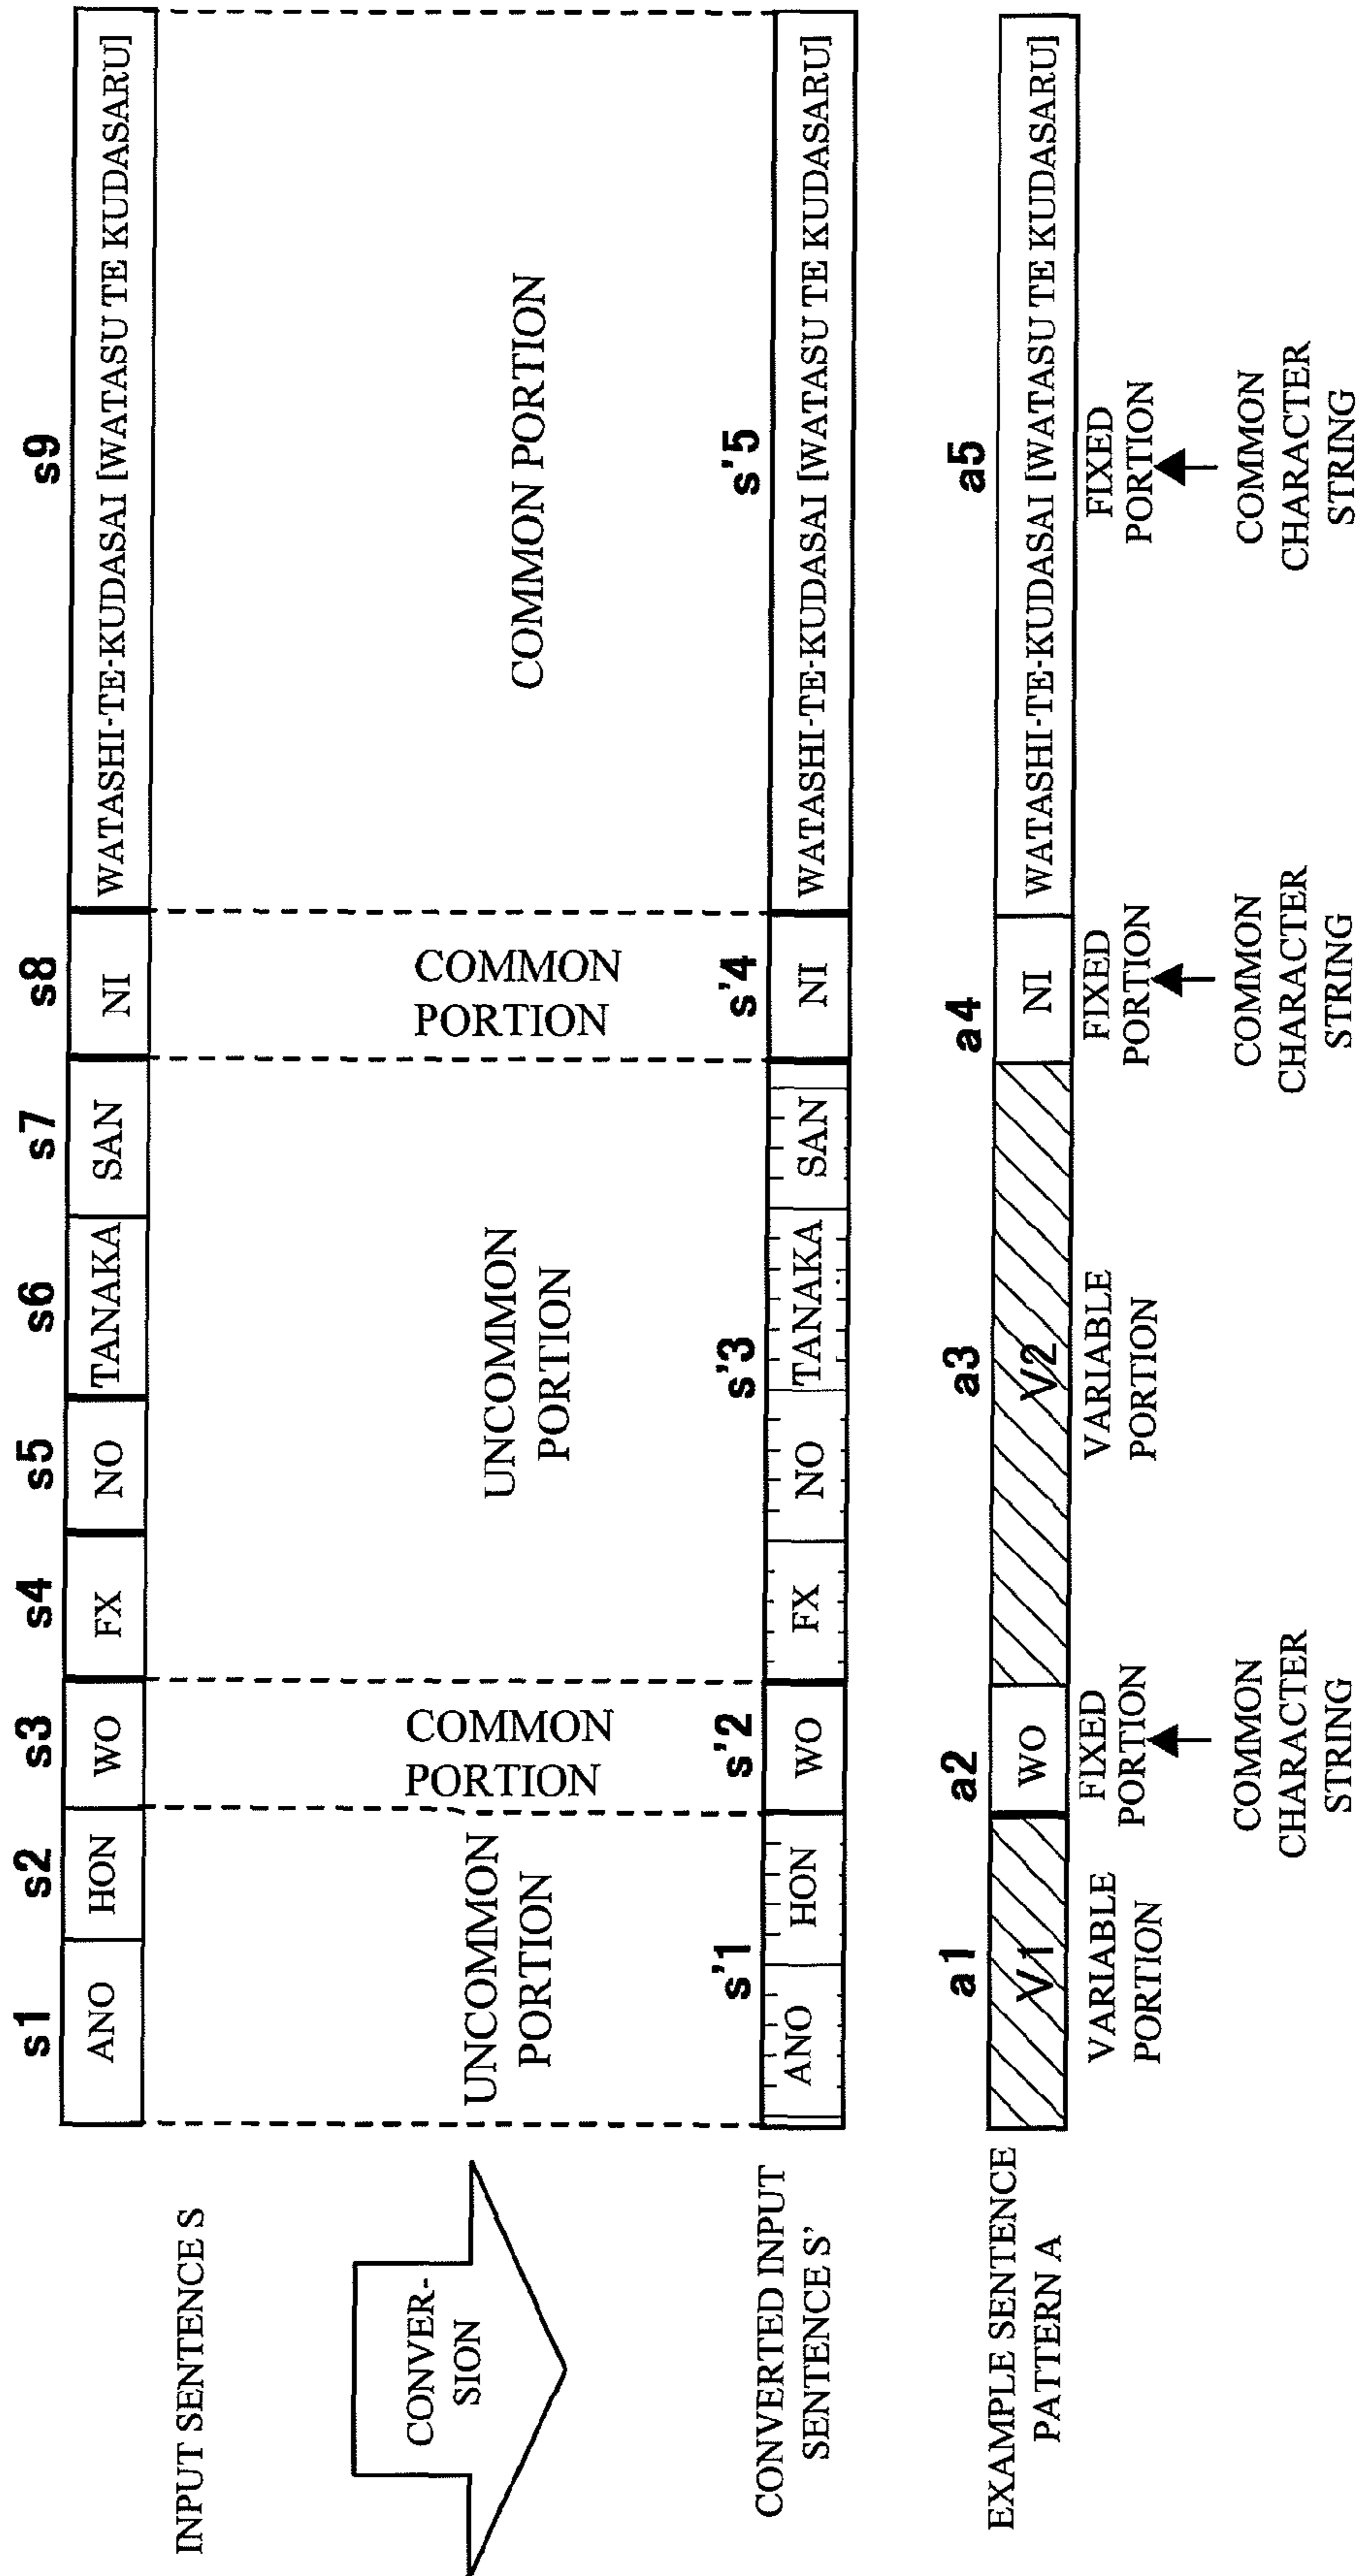 s1 s2 s3 s4 s5 s6 s7 s8 s9
INPUT SENTENCE S
ANO HON WO FX NO TANAKA SAN NI WATASHI-TE-KUDASAI [WATASU TE KUDASARU]
CONVER-
SION
UNCOMMON
PORTION
COMMON
PORTION
UNCOMMON
PORTION
COMMON
PORTION
COMMON PORTION
s'1 s'2 s'3 s'4 s'5
CONVERTED INPUT
SENTENCE S'
ANO HON WO FX NO TANAKA SAN NI WATASHI-TE-KUDASAI [WATASU TE KUDASARU]
a1 a2 a3 a4 a5
EXAMPLE SENTENCE
PATTERN A
V1 WO V2 NI WATASHI-TE-KUDASAI [WATASU TE KUDASARU]
VARIABLE
PORTION
FIXED
PORTION
VARIABLE
PORTION
FIXED
PORTION
FIXED
PORTION
COMMON
CHARACTER
STRING
COMMON
CHARACTER
STRING
COMMON
CHARACTER
STRING